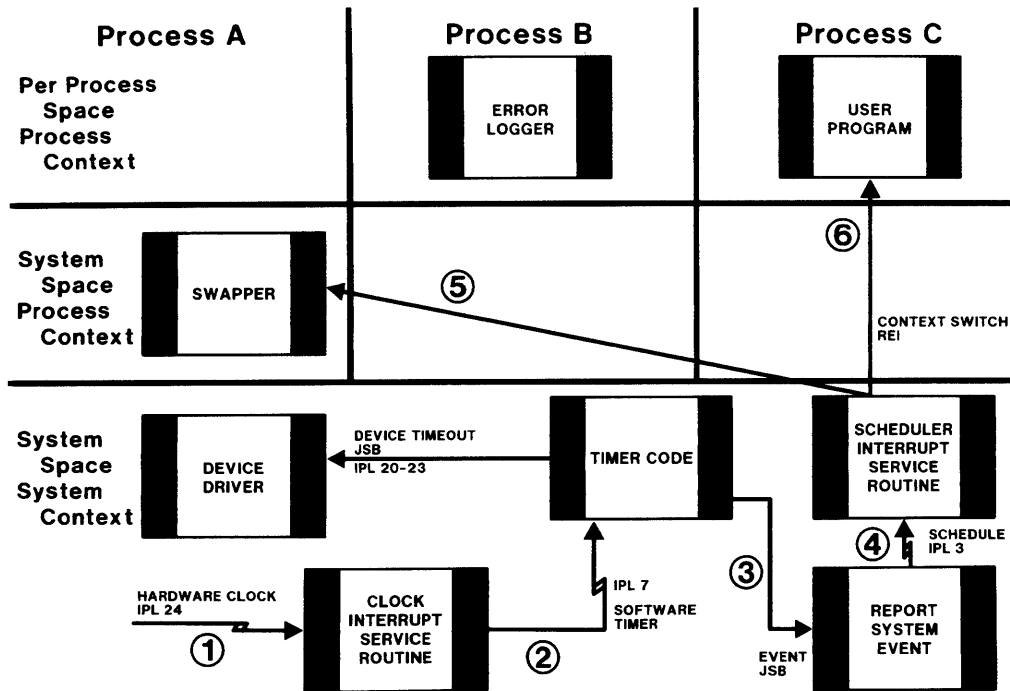 Process A
Process B
Process C
Per Process
Space
Process
Context
ERROR
LOGGER
USER
PROGRAM
System
Space
Process
Context
SWAPPER
5
6
CONTEXT SWITCH
REI
System
Space
System
Context
DEVICE
DRIVER
DEVICE TIMEOUT
JSB
IPL 20-23
TIMER CODE
SCHEDULER
INTERRUPT
SERVICE
ROUTINE
4
SCHEDULE
IPL 3
HARDWARE CLOCK
IPL 24
1
CLOCK
INTERRUPT
SERVICE
ROUTINE
2
IPL 7
SOFTWARE
TIMER
3
EVENT
JSB
REPORT
SYSTEM
EVENT